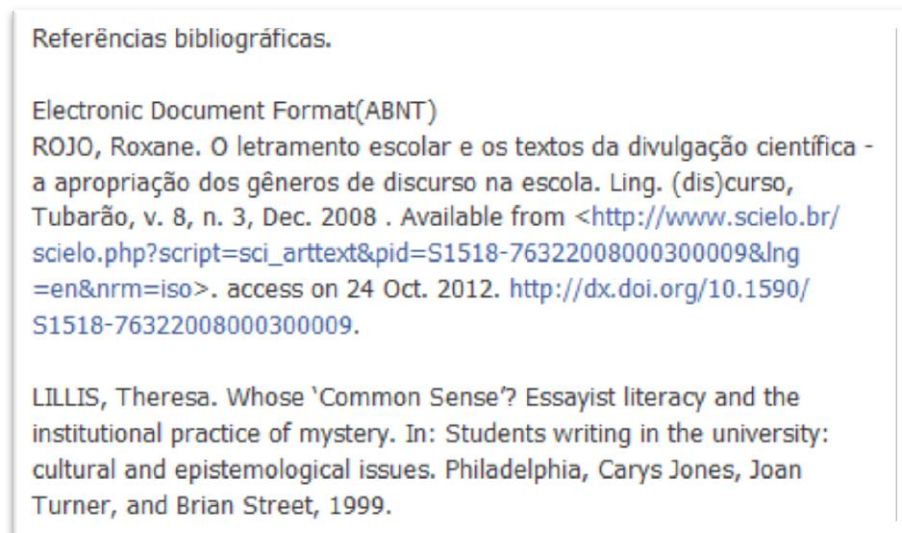 Referências bibliográficas.
Electronic Document Format(ABNT)
ROJO, Roxane. O letramento escolar e os textos da divulgação científica -
a apropriação dos gêneros de discurso na escola. Ling. (dis)curso,
Tubarão, v. 8, n. 3, Dec. 2008 . Available from <http://www.scielo.br/
scielo.php?script=sci_arttext&pid=S1518-76322008000300009&lng
=en&nrm=iso>. access on 24 Oct. 2012. http://dx.doi.org/10.1590/
S1518-76322008000300009.
LILLIS, Theresa. Whose ‘Common Sense’? Essayist literacy and the
institutional practice of mystery. In: Students writing in the university:
cultural and epistemological issues. Philadelphia, Carys Jones, Joan
Turner, and Brian Street, 1999.